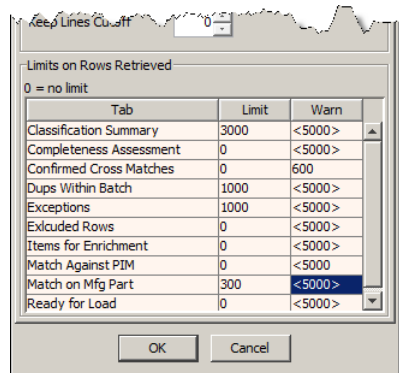 Keep Lines Cutoff 0
Limits on Rows Retrieved
0 = no limit
Tab Limit Warn
Classification Summary 3000 <5000>
Completeness Assessment 0 <5000>
Confirmed Cross Matches 0 600
Dups Within Batch 1000 <5000>
Exceptions 1000 <5000>
Exlcuded Rows 0 <5000>
Items for Enrichment 0 <5000>
Match Against PIM 0 <5000
Match on Mfg Part 300 <5000>
Ready for Load 0 <5000>
OK Cancel